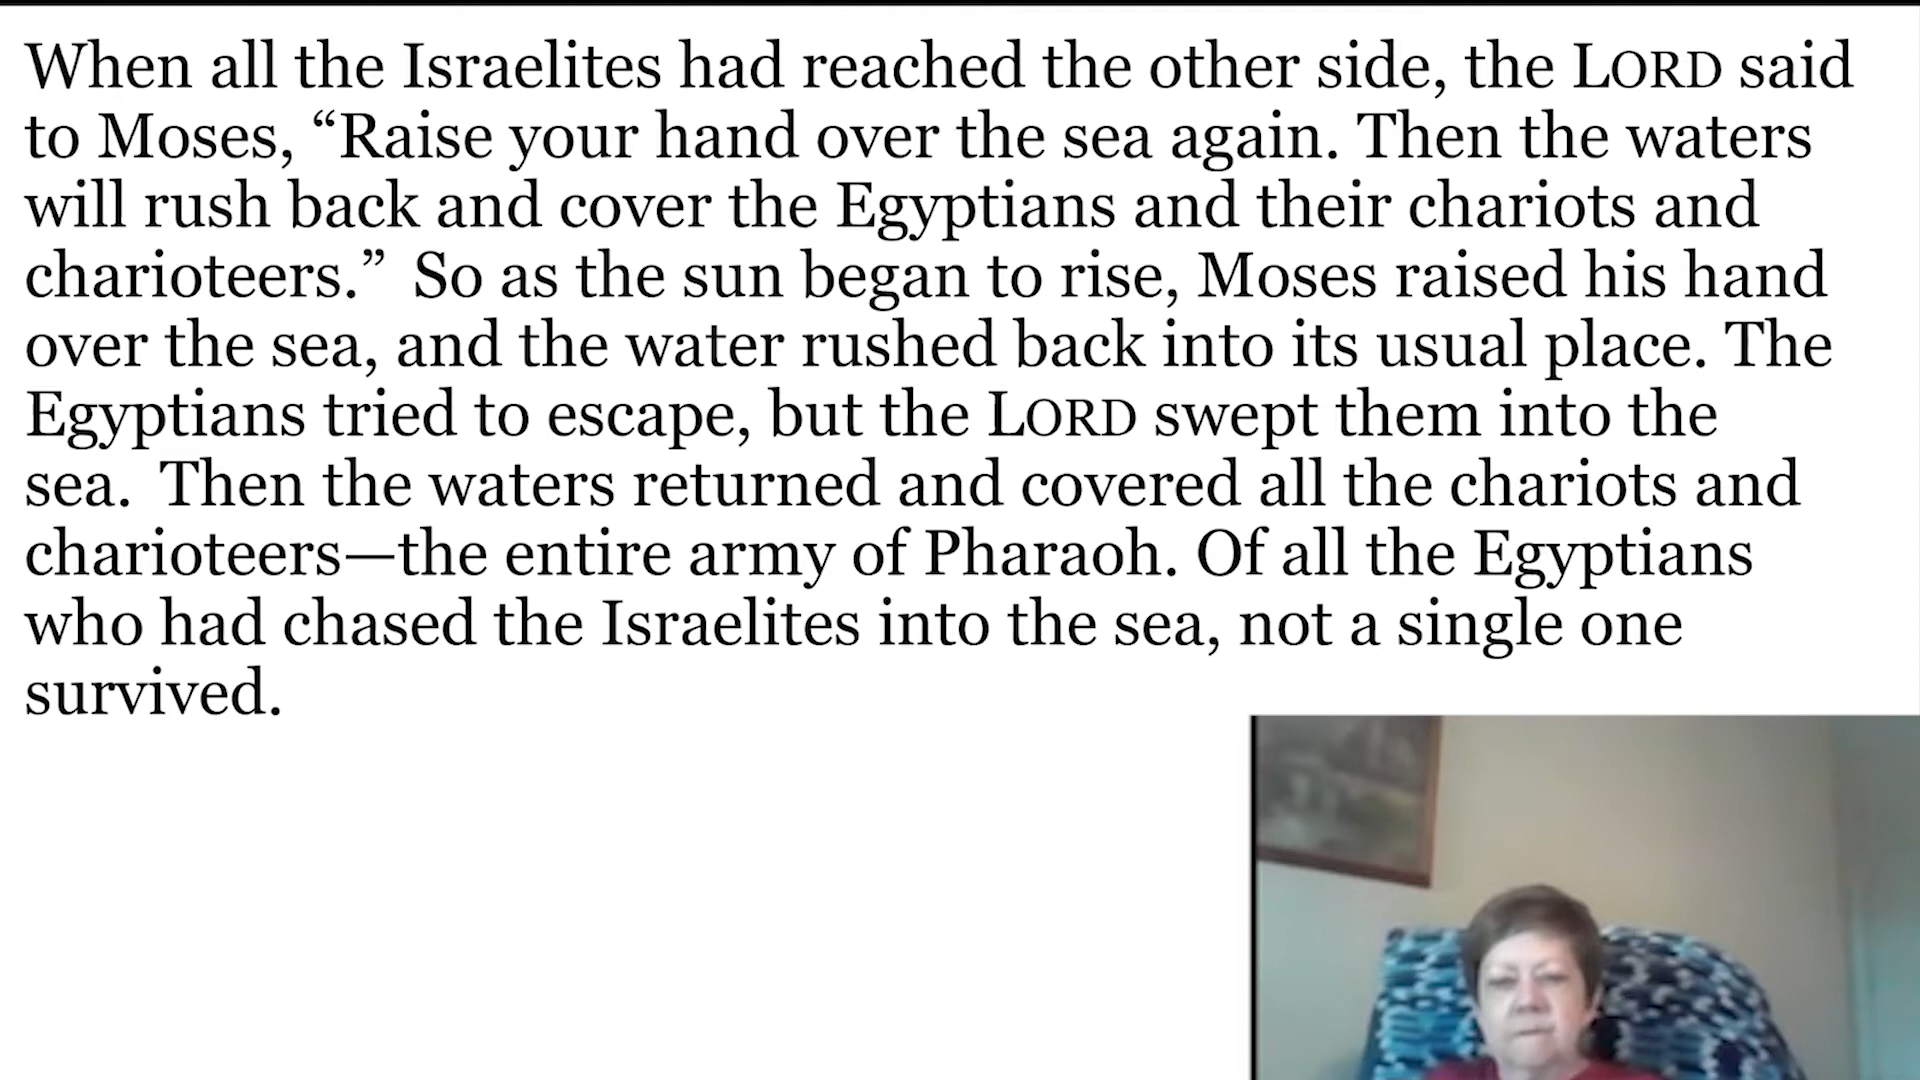 When all the Israelites had reached the other side, the LORD said
to Moses, “Raise your hand over the sea again. Then the waters
will rush back and cover the Egyptians and their chariots and
charioteers.”  So as the sun began to rise, Moses raised his hand
over the sea, and the water rushed back into its usual place. The
Egyptians tried to escape, but the LORD swept them into the
sea.  Then the waters returned and covered all the chariots and
charioteers—the entire army of Pharaoh. Of all the Egyptians
who had chased the Israelites into the sea, not a single one
survived.